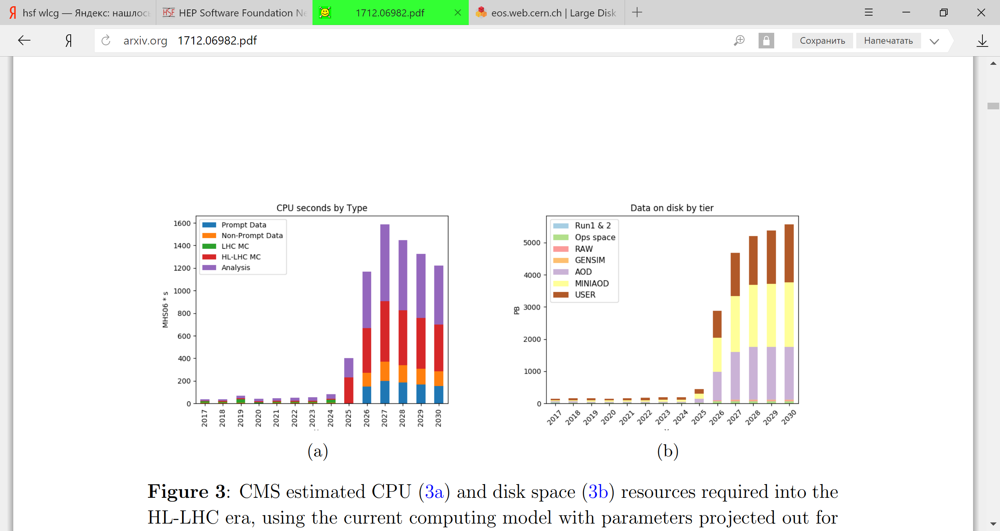 hsf wlcg — Яндекс: нашлось
HEP Software Foundation Ne
1712.06982.pdf
eos.web.cern.ch | Large Disk
arxiv.org 1712.06982.pdf
Сохранить
Напечатать
CPU seconds by Type
Prompt Data
Non-Prompt Data
LHC MC
HL-LHC MC
Analysis
1600
1400
1200
1000
800
600
400
200
0
MHS06 * s
2017 2018 2019 2020 2021 2022 2023 2024 2025 2026 2027 2028 2029 2030
(a)
Data on disk by tier
Run1 & 2
Ops space
RAW
GENSIM
AOD
MINIAOD
USER
5000
4000
3000
2000
1000
0
PB
2017 2018 2019 2020 2021 2022 2023 2024 2025 2026 2027 2028 2029 2030
(b)
Figure 3: CMS estimated CPU (3a) and disk space (3b) resources required into the
HL-LHC era, using the current computing model with parameters projected out for